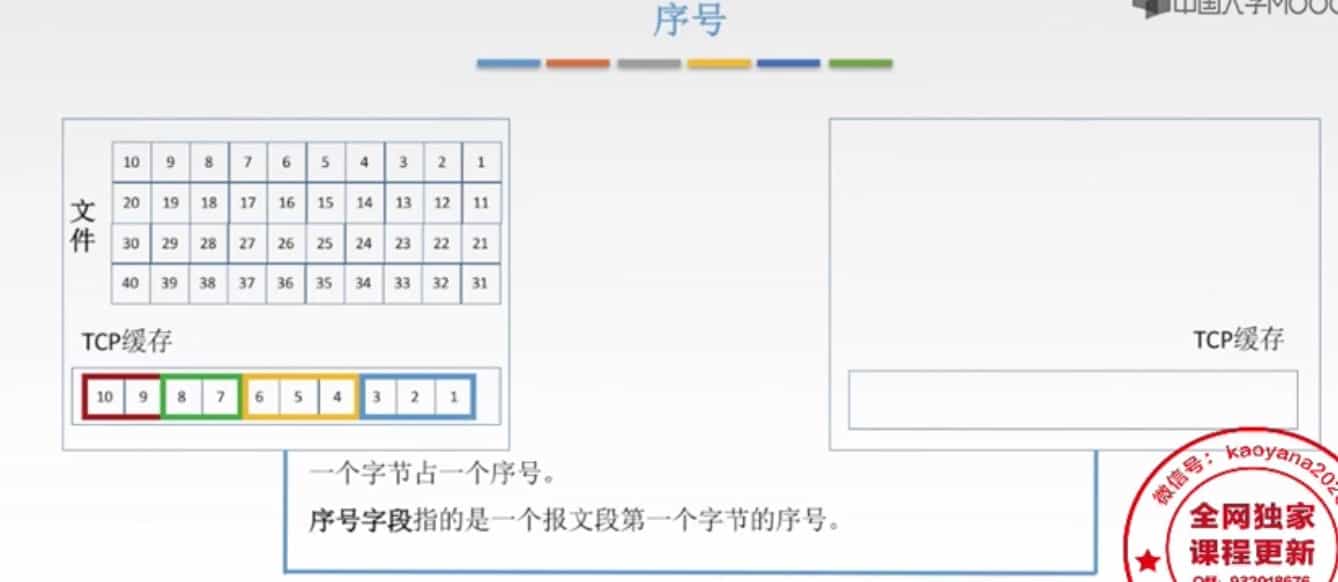 序号
中国大学MOOC
文件
10 9 8 7 6 5 4 3 2 1
20 19 18 17 16 15 14 13 12 11
30 29 28 27 26 25 24 23 22 21
40 39 38 37 36 35 34 33 32 31
TCP缓存
10 9 8 7 6 5 4 3 2 1
TCP缓存
一个字节占一个序号。
序号字段指的是一个报文段第一个字节的序号。
微信号：kaoyana202
全网独家
课程更新